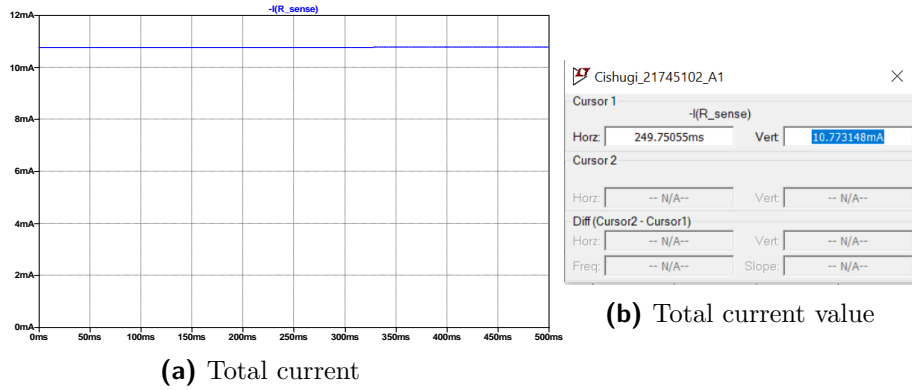 -I(R_sense)
12mA
10mA
8mA
6mA
4mA
2mA
0mA
0ms 50ms 100ms 150ms 200ms 250ms 300ms 350ms 400ms 450ms 500ms
(a) Total current
Cishugi_21745102_A1
Cursor 1
-I(R_sense)
Horz: 249.75055ms Vert: 10.773148mA
Cursor 2
Horz: -- N/A-- Vert: -- N/A--
Diff (Cursor2 - Cursor1)
Horz: -- N/A-- Vert: -- N/A--
Freq: -- N/A-- Slope: -- N/A--
(b) Total current value